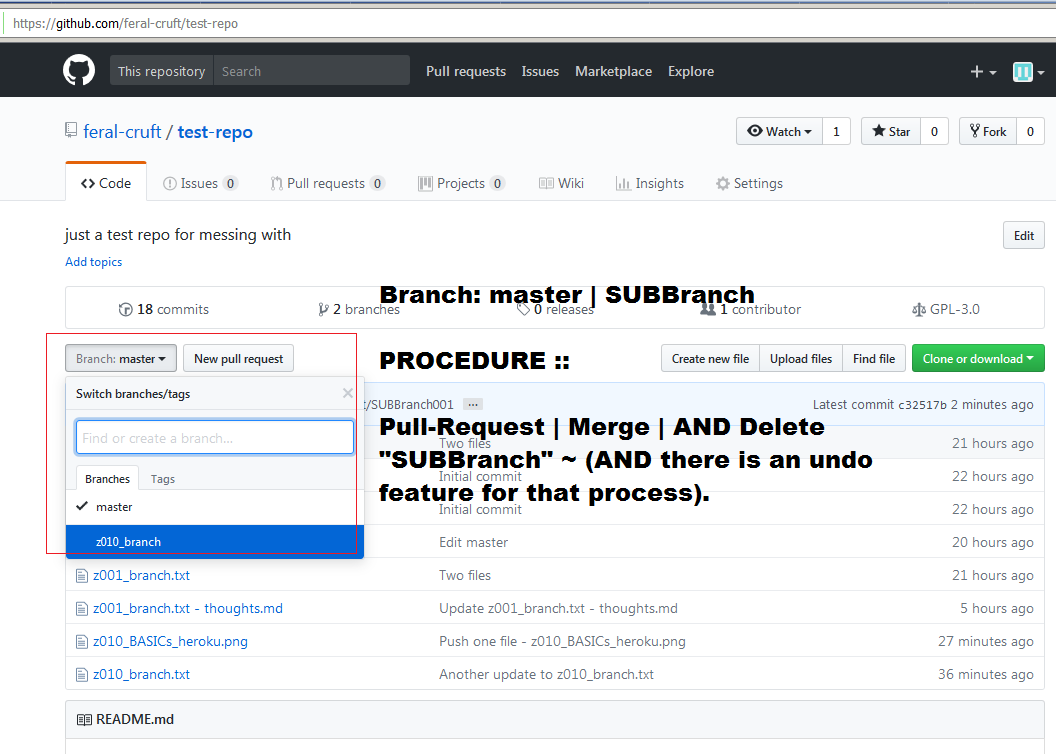 https://github.com/feral-cruft/test-repo
This repository Search Pull requests Issues Marketplace Explore
feral-cruft / test-repo
Watch 1 Star 0 Fork 0
Code Issues 0 Pull requests 0 Projects 0 Wiki Insights Settings
just a test repo for messing with
Edit
Add topics
Branch: master | SUBBranch
18 commits 2 branches 0 releases 1 contributor GPL-3.0
Branch: master New pull request
PROCEDURE ::
Create new file Upload files Find file Clone or download
Switch branches/tags
/SUBBranch001 ... Latest commit c32517b 2 minutes ago
Find or create a branch...
Pull-Request | Merge | AND Delete
"SUBBranch" ~ (AND there is an undo
feature for that process).
Two files 21 hours ago
Branches Tags
Initial commit 22 hours ago
master
Initial commit 22 hours ago
z010_branch
Edit master 20 hours ago
z001_branch.txt Two files 21 hours ago
z001_branch.txt - thoughts.md Update z001_branch.txt - thoughts.md 5 hours ago
z010_BASICs_heroku.png Push one file - z010_BASICs_heroku.png 27 minutes ago
z010_branch.txt Another update to z010_branch.txt 36 minutes ago
README.md